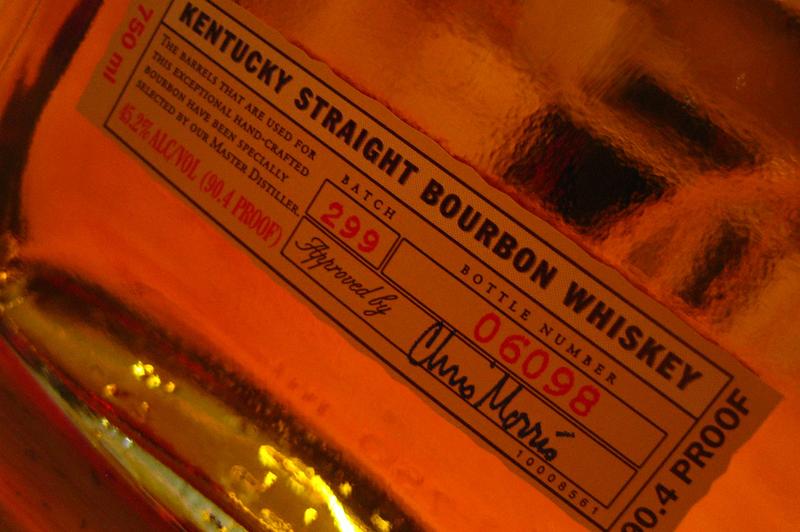 750 ml
KENTUCKY STRAIGHT BOURBON WHISKEY
THE BARRELS THAT ARE USED FOR
THIS EXCEPTIONAL HAND-CRAFTED
BOURBON HAVE BEEN SPECIALLY
SELECTED BY OUR MASTER DISTILLER.
45.2% ALC/VOL (90.4 PROOF)
BATCH
299
BOTTLE NUMBER
06098
Approved by
Chris Morris
10008561
90.4 PROOF